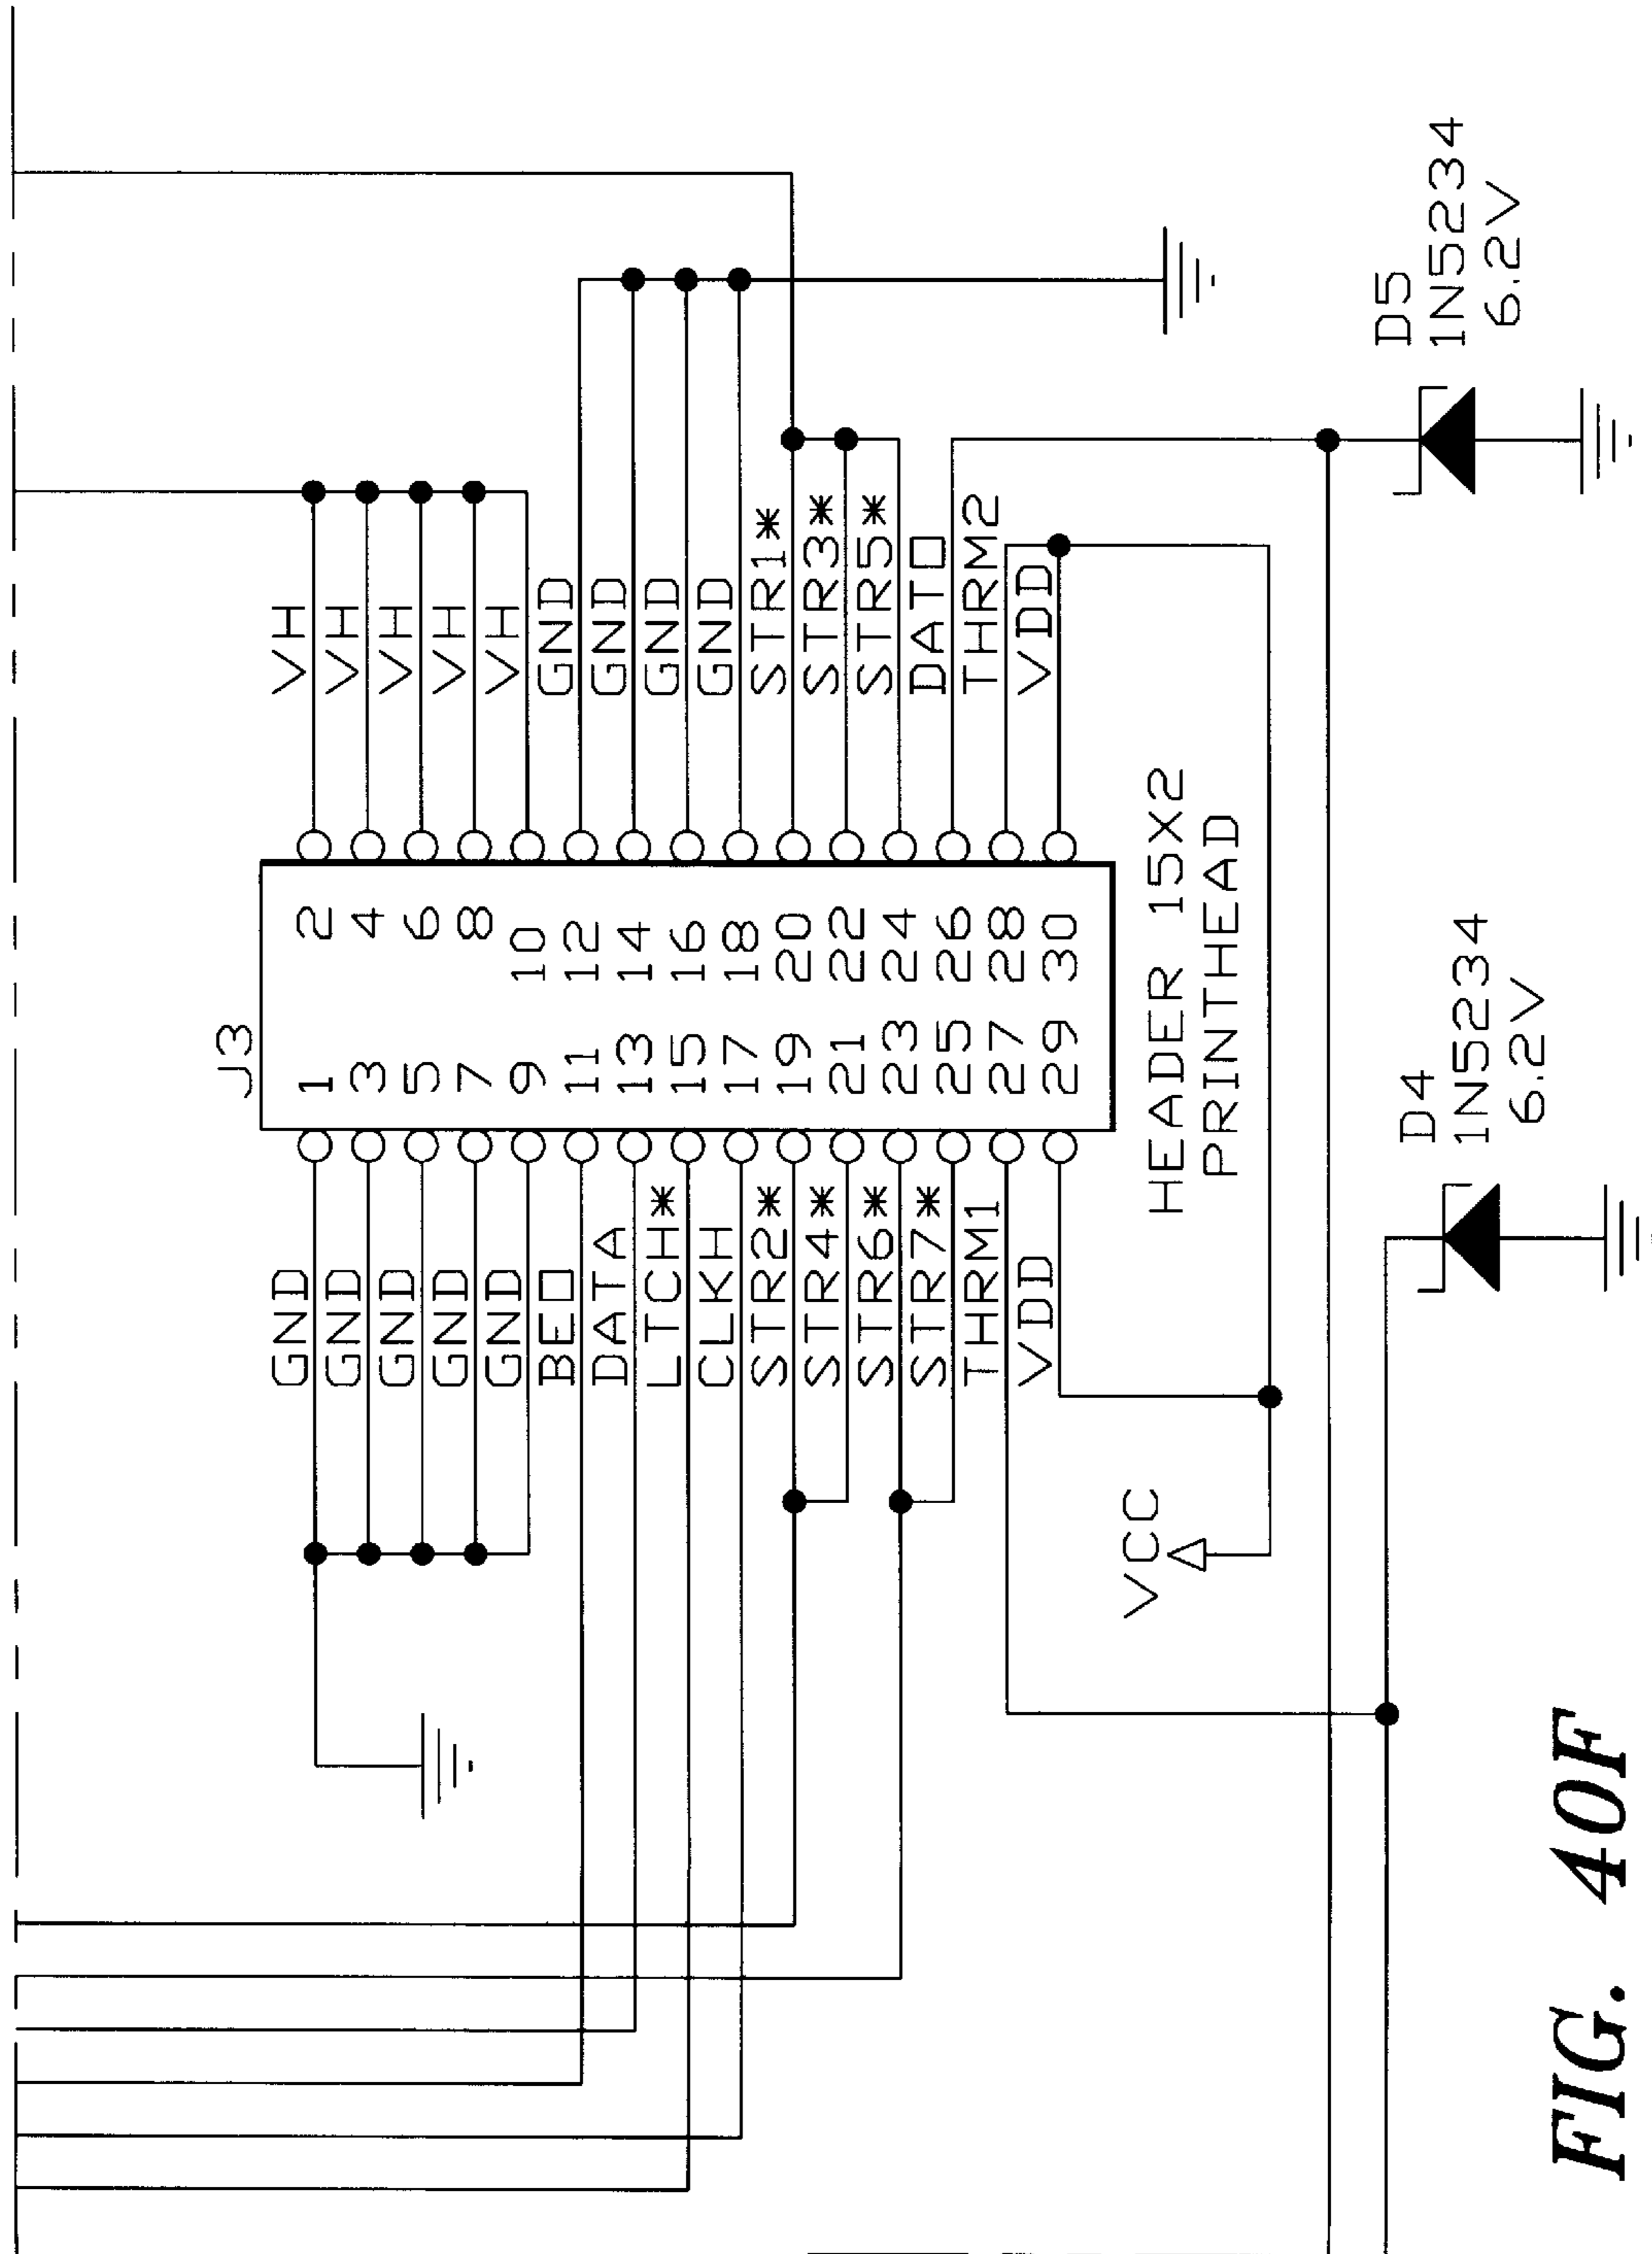 J3
GND 1 2 VH
GND 3 4 VH
GND 5 6 VH
GND 7 8 VH
GND 9 10 VH
BEO 11 12 GND
DATA 13 14 GND
LTCH* 15 16 GND
CLKH 17 18 GND
STR2* 19 20 STR1*
STR4* 21 22 STR3*
STR6* 23 24 STR5*
STR7* 25 26 DATO
THRM1 27 28 THRM2
VDD 29 30 VDD
VCC
HEADER 15X2
PRINTHEAD
D4
1N5234
6.2V
D5
1N5234
6.2V
FIG. 40F